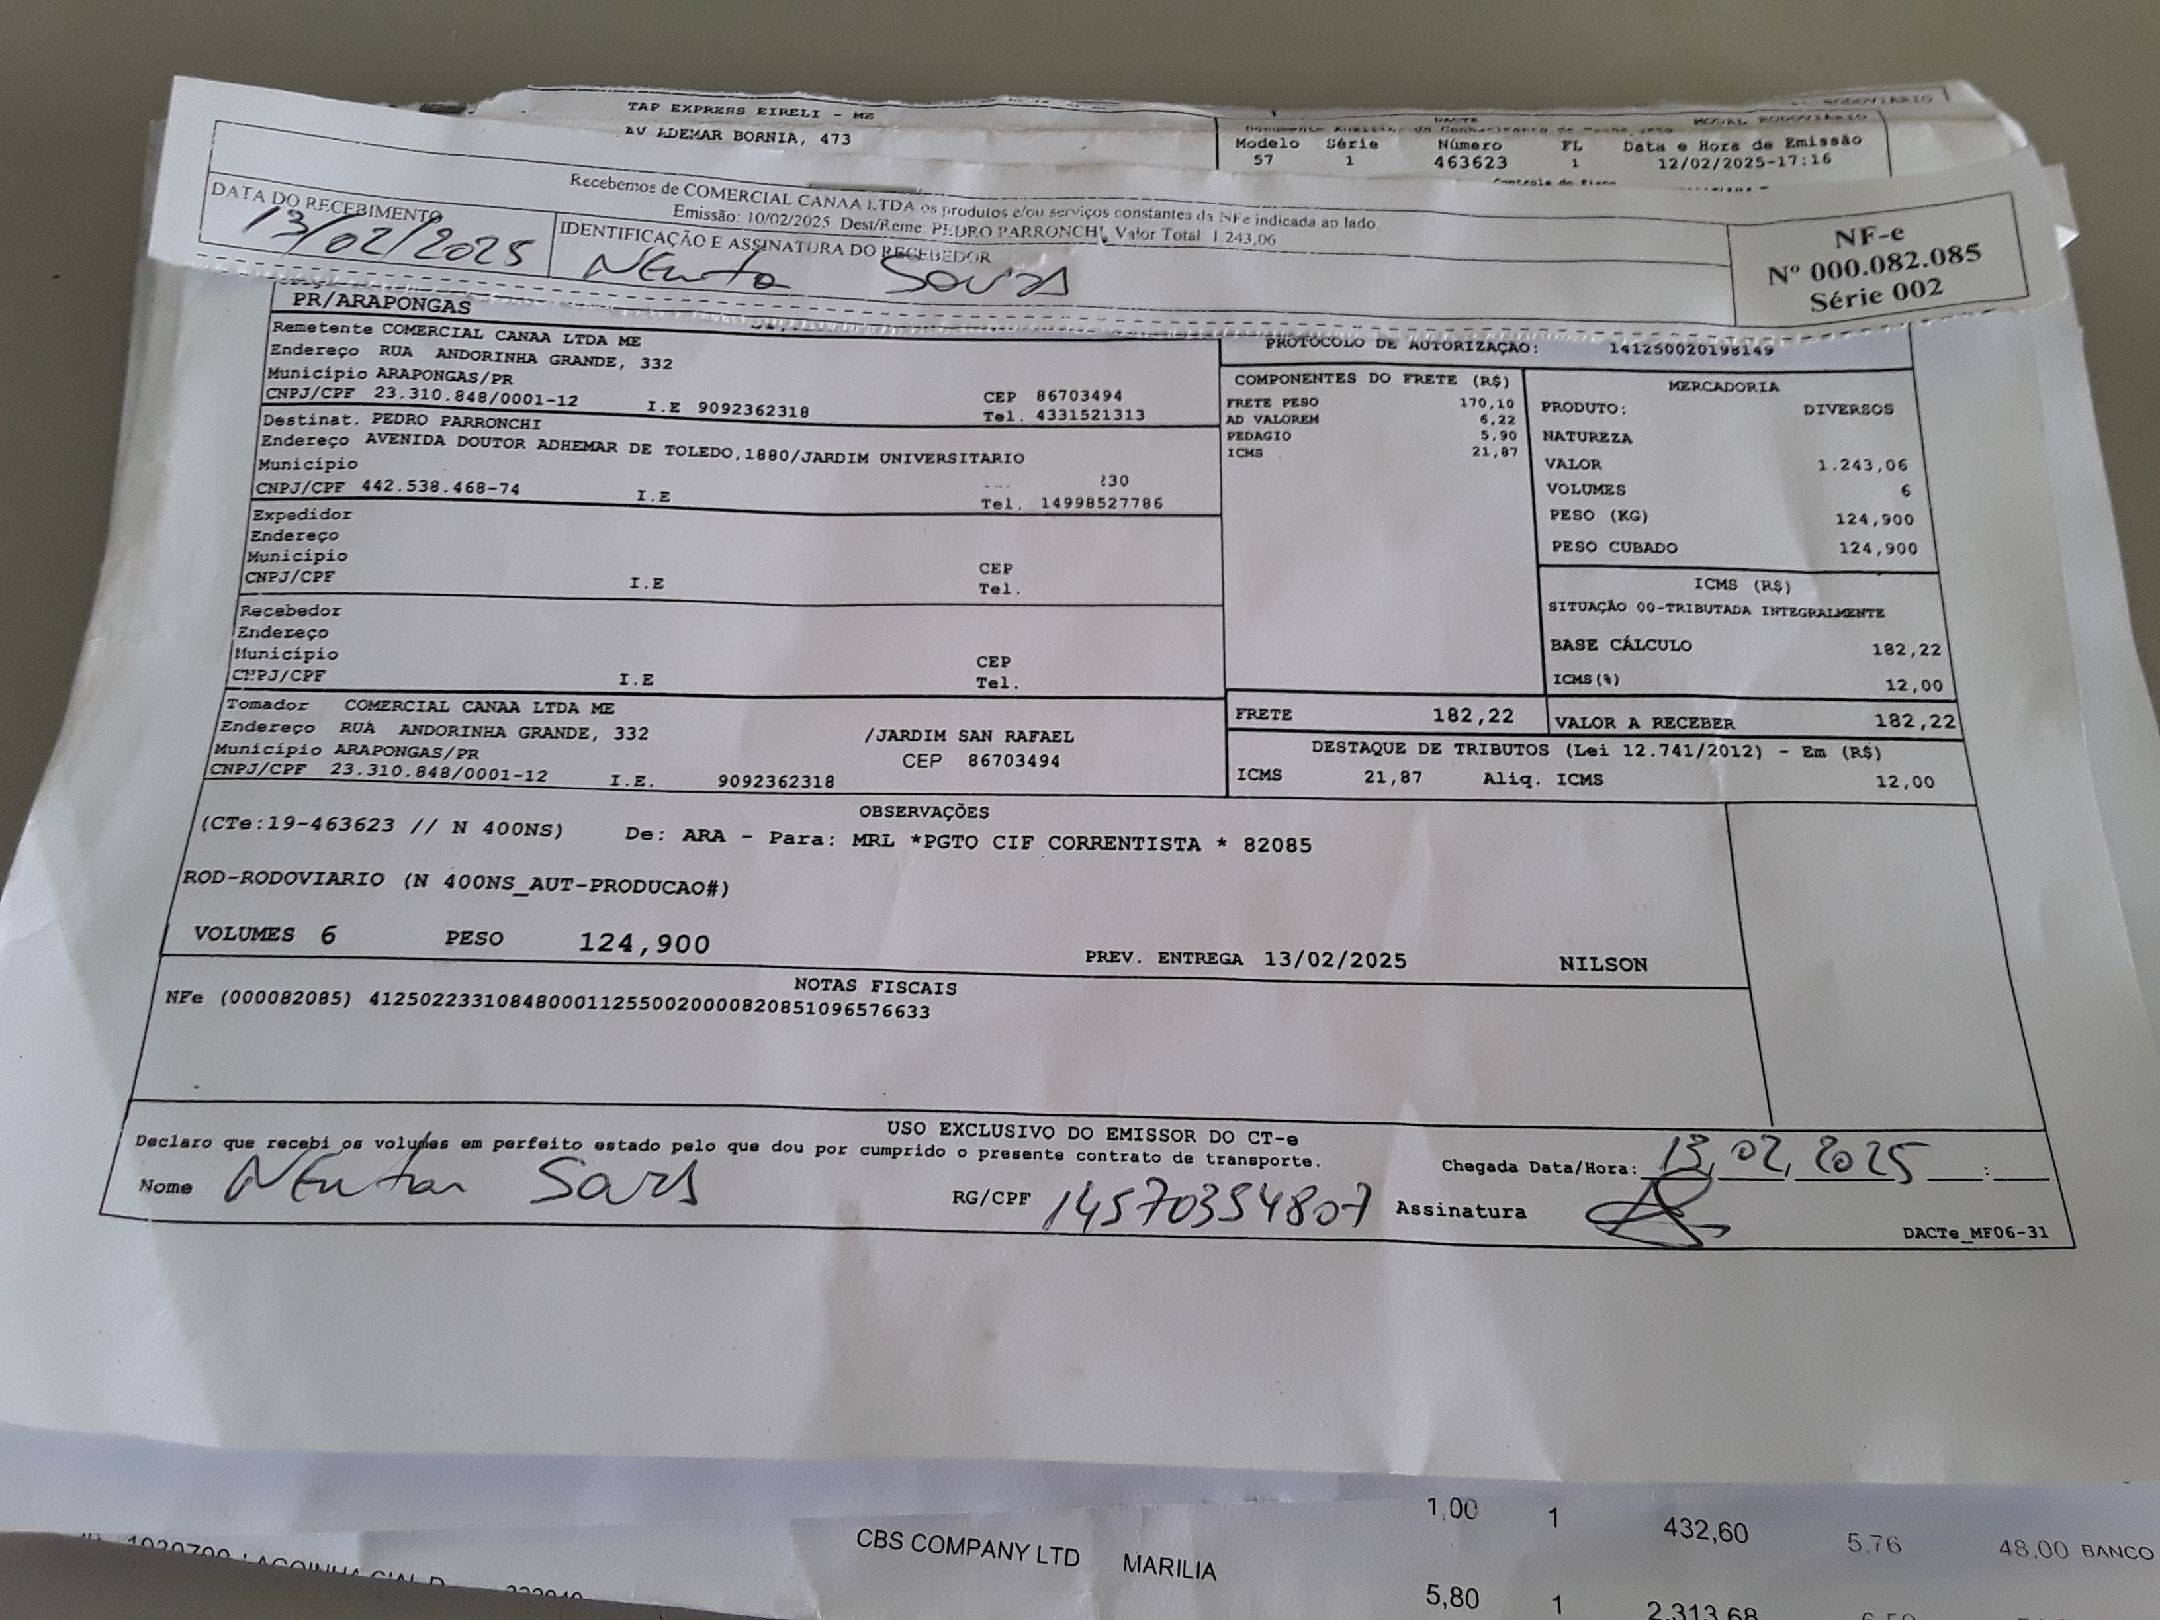 TAP EXPRESS EIRELI - ME
AV ADEMAR BORNIA, 473
DACTE
MODAL RODOVIÁRIO
Modelo Série Número FL Data e Hora de Emissão
57 1 463623 1 12/02/2025-17:16
Controle do Fisco
Recebemos de COMERCIAL CANAA LTDA os produtos e/ou serviços constantes da NFe indicada ao lado
Emissão: 10/02/2025 Dest/Reme: PEDRO PARRONCHI, Valor Total: 1.243,06
DATA DO RECEBIMENTO
13/02/2025
IDENTIFICAÇÃO E ASSINATURA DO RECEBEDOR
NF-e
Nº 000.082.085
Série 002
PR/ARAPONGAS
Remetente COMERCIAL CANAA LTDA ME
Endereço RUA ANDORINHA GRANDE, 332
Município ARAPONGAS/PR
CEP 86703494
CNPJ/CPF 23.310.848/0001-12 I.E 9092362318 Tel. 4331521313
Destinat. PEDRO PARRONCHI
Endereço AVENIDA DOUTOR ADHEMAR DE TOLEDO,1880/JARDIM UNIVERSITARIO
Município
CNPJ/CPF 442.538.468-74 I.E Tel. 14998527786
Expedidor
Endereço
Município CEP
CNPJ/CPF I.E Tel.
Recebedor
Endereço
Município CEP
CNPJ/CPF I.E Tel.
Tomador COMERCIAL CANAA LTDA ME
Endereço RUA ANDORINHA GRANDE, 332 /JARDIM SAN RAFAEL
Município ARAPONGAS/PR CEP 86703494
CNPJ/CPF 23.310.848/0001-12 I.E. 9092362318
PROTOCOLO DE AUTORIZAÇÃO: 141250020198149
COMPONENTES DO FRETE (R$)
FRETE PESO 170,10
AD VALOREM 6,22
PEDAGIO 5,90
ICMS 21,87
MERCADORIA
PRODUTO: DIVERSOS
NATUREZA
VALOR 1.243,06
VOLUMES 6
PESO (KG) 124,900
PESO CUBADO 124,900
ICMS (R$)
SITUAÇÃO 00-TRIBUTADA INTEGRALMENTE
BASE CÁLCULO 182,22
ICMS(%) 12,00
FRETE 182,22 VALOR A RECEBER 182,22
DESTAQUE DE TRIBUTOS (Lei 12.741/2012) - Em (R$)
ICMS 21,87 Aliq. ICMS 12,00
OBSERVAÇÕES
(CTe:19-463623 // N 400NS) De: ARA - Para: MRL *PGTO CIF CORRENTISTA * 82085
ROD-RODOVIARIO (N 400NS_AUT-PRODUCAO#)
VOLUMES 6 PESO 124,900 PREV. ENTREGA 13/02/2025 NILSON
NOTAS FISCAIS
NFe (000082085) 41250223310848000112550020000820851096576633
USO EXCLUSIVO DO EMISSOR DO CT-e
Declaro que recebi os volumes em perfeito estado pelo que dou por cumprido o presente contrato de transporte.
Chegada Data/Hora: 13, 02, 2025 :
Nome Newton RG/CPF 14570354807 Assinatura
DACTe_MF06-31
1,00 1 432,60 5,76 48,00 BANCO
CBS COMPANY LTD MARILIA
5,80 1 2.313,68